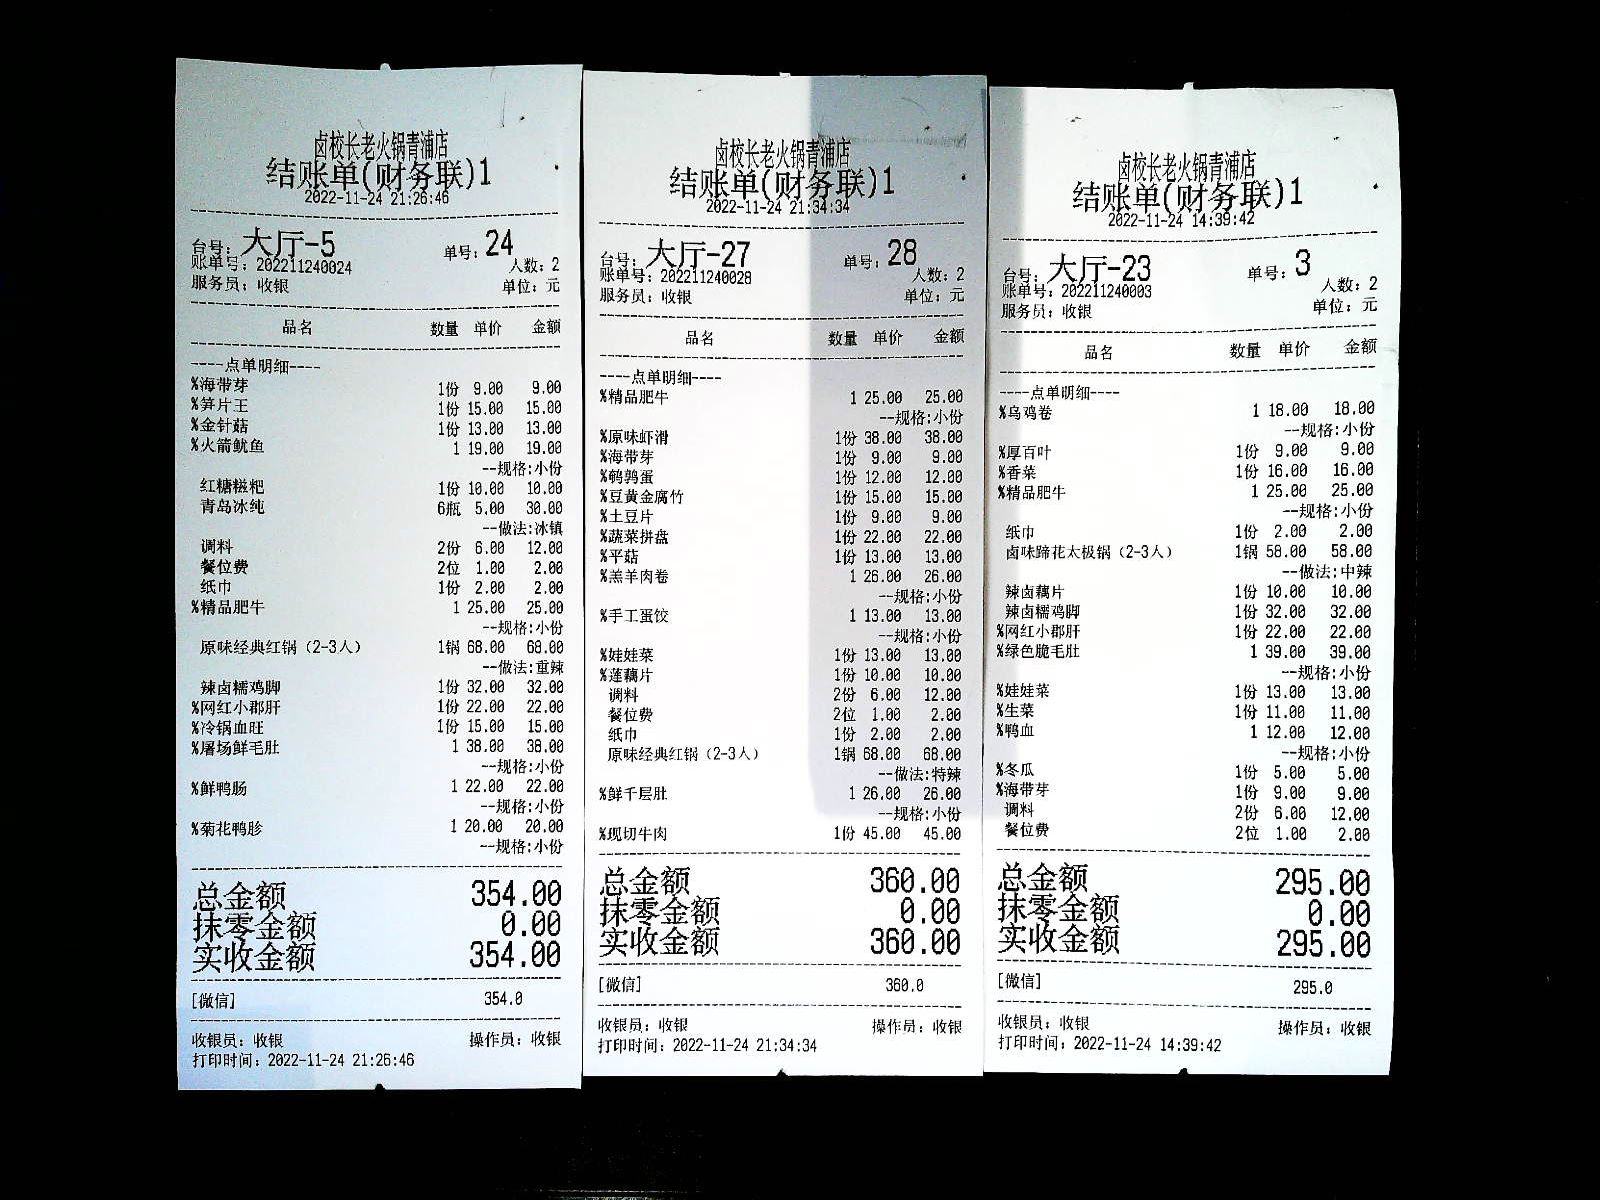 卤校长老火锅青浦店
结账单(财务联)1
2022-11-24 21:26:46
台号: 大厅-5 单号: 24
账单号: 202211240024 人数: 2
服务员: 收银 单位: 元
品名 数量 单价 金额
----点单明细----
%海带芽 1份 9.00 9.00
%笋片王 1份 15.00 15.00
%金针菇 1份 13.00 13.00
%火箭鱿鱼 1 19.00 19.00
--规格:小份
红糖糍粑 1份 10.00 10.00
青岛冰纯 6瓶 5.00 30.00
--做法:冰镇
调料 2份 6.00 12.00
餐位费 2位 1.00 2.00
纸巾 1份 2.00 2.00
%精品肥牛 1 25.00 25.00
--规格:小份
原味经典红锅(2-3人) 1锅 68.00 68.00
--做法:重辣
辣卤糯鸡脚 1份 32.00 32.00
%网红小郡肝 1份 22.00 22.00
%冷锅血旺 1份 15.00 15.00
%屠场鲜毛肚 1 38.00 38.00
--规格:小份
%鲜鸭肠 1 22.00 22.00
--规格:小份
%菊花鸭胗 1 20.00 20.00
--规格:小份
总金额 354.00
抹零金额 0.00
实收金额 354.00
[微信] 354.0
收银员: 收银 操作员: 收银
打印时间: 2022-11-24 21:26:46
卤校长老火锅青浦店
结账单(财务联)1
2022-11-24 21:34:34
台号: 大厅-27 单号: 28
账单号: 202211240028 人数: 2
服务员: 收银 单位: 元
品名 数量 单价 金额
----点单明细----
%精品肥牛 1 25.00 25.00
--规格:小份
%原味虾滑 1份 38.00 38.00
%海带芽 1份 9.00 9.00
%鹌鹑蛋 1份 12.00 12.00
%豆黄金腐竹 1份 15.00 15.00
%土豆片 1份 9.00 9.00
%蔬菜拼盘 1份 22.00 22.00
%平菇 1份 13.00 13.00
%羔羊肉卷 1 26.00 26.00
--规格:小份
%手工蛋饺 1 13.00 13.00
--规格:小份
%娃娃菜 1份 13.00 13.00
%莲藕片 1份 10.00 10.00
调料 2份 6.00 12.00
餐位费 2位 1.00 2.00
纸巾 1份 2.00 2.00
原味经典红锅(2-3人) 1锅 68.00 68.00
--做法:特辣
%鲜千层肚 1 26.00 26.00
--规格:小份
%现切牛肉 1份 45.00 45.00
总金额 360.00
抹零金额 0.00
实收金额 360.00
[微信] 360.0
收银员: 收银 操作员: 收银
打印时间: 2022-11-24 21:34:34
卤校长老火锅青浦店
结账单(财务联)1
2022-11-24 14:39:42
台号: 大厅-23 单号: 3
账单号: 202211240003 人数: 2
服务员: 收银 单位: 元
品名 数量 单价 金额
----点单明细----
%乌鸡卷 1 18.00 18.00
--规格:小份
%厚百叶 1份 9.00 9.00
%香菜 1份 16.00 16.00
%精品肥牛 1 25.00 25.00
--规格:小份
纸巾 1份 2.00 2.00
卤味蹄花太极锅(2-3人) 1锅 58.00 58.00
--做法:中辣
辣卤藕片 1份 10.00 10.00
辣卤糯鸡脚 1份 32.00 32.00
%网红小郡肝 1份 22.00 22.00
%绿色脆毛肚 1 39.00 39.00
--规格:小份
%娃娃菜 1份 13.00 13.00
%生菜 1份 11.00 11.00
%鸭血 1 12.00 12.00
--规格:小份
%冬瓜 1份 5.00 5.00
%海带芽 1份 9.00 9.00
调料 2份 6.00 12.00
餐位费 2位 1.00 2.00
总金额 295.00
抹零金额 0.00
实收金额 295.00
[微信] 295.0
收银员: 收银 操作员: 收银
打印时间: 2022-11-24 14:39:42